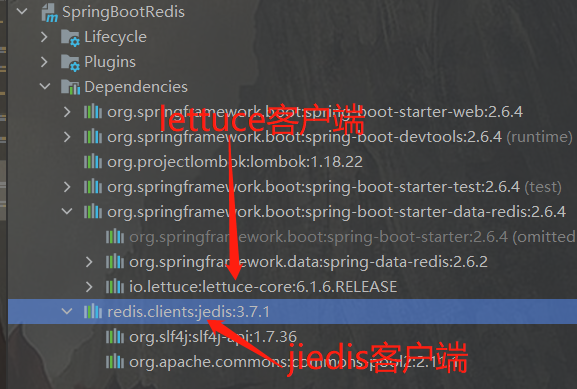 SpringBootRedis
Lifecycle
Plugins
Dependencies
org.springframework.boot:spring-boot-starter-web:2.6.4
lettuce客户端
org.springframework.boot:spring-boot-devtools:2.6.4 (runtime)
org.projectlombok:lombok:1.18.22
org.springframework.boot:spring-boot-starter-test:2.6.4 (test)
org.springframework.boot:spring-boot-starter-data-redis:2.6.4
org.springframework.boot:spring-boot-starter:2.6.4 (omitted
org.springframework.data:spring-data-redis:2.6.2
io.lettuce:lettuce-core:6.1.6.RELEASE
redis.clients:jedis:3.7.1
org.slf4j:slf4j-api:1.7.36
jiedis客户端
org.apache.commons:commons-pool2:2.11.1